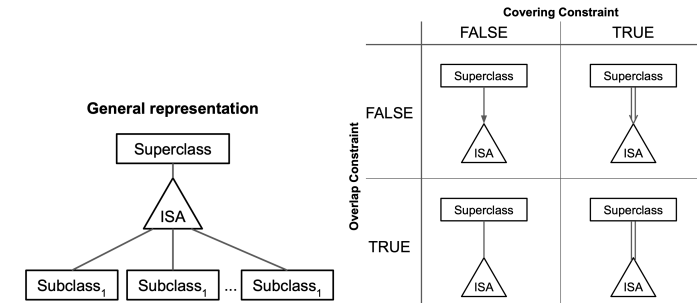 General representation
Superclass
ISA
Subclass1 Subclass1 ... Subclass1
Covering Constraint
FALSE TRUE
Overlap Constraint
FALSE
Superclass Superclass
ISA ISA
TRUE
Superclass Superclass
ISA ISA